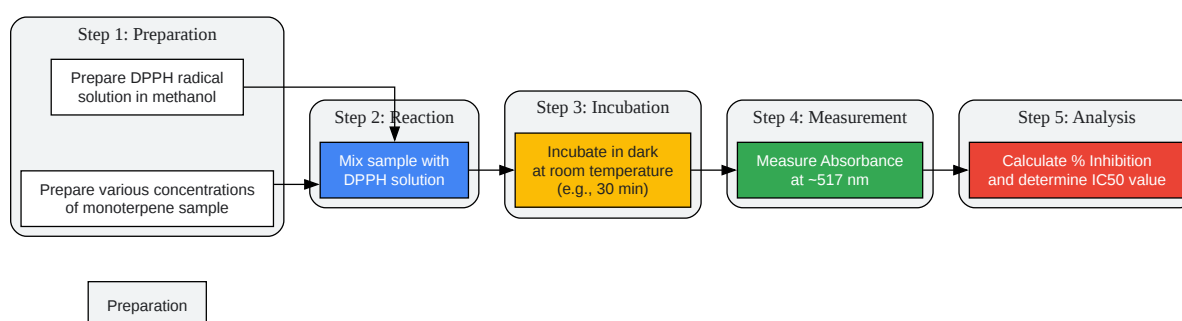 Step 1: Preparation
Prepare DPPH radical
solution in methanol
Prepare various concentrations
of monoterpene sample
Step 2: Reaction
Mix sample with
DPPH solution
Step 3: Incubation
Incubate in dark
at room temperature
(e.g., 30 min)
Step 4: Measurement
Measure Absorbance
at ~517 nm
Step 5: Analysis
Calculate % Inhibition
and determine IC50 value
Preparation